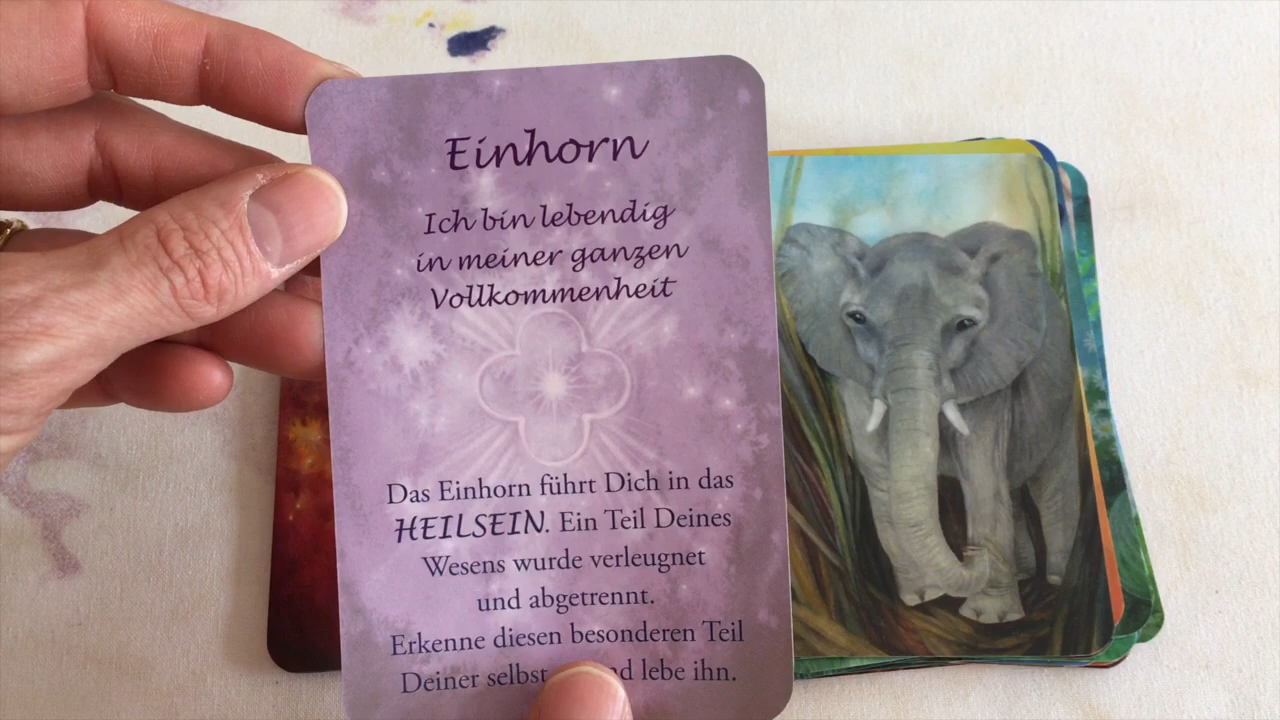 Einhorn
Ich bin lebendig
in meiner ganzen
Vollkommenheit
Das Einhorn führt Dich in das
HEILSEIN. Ein Teil Deines
Wesens wurde verleugnet
und abgetrennt.
Erkenne diesen besonderen Teil
Deiner selbst lebe ihn.